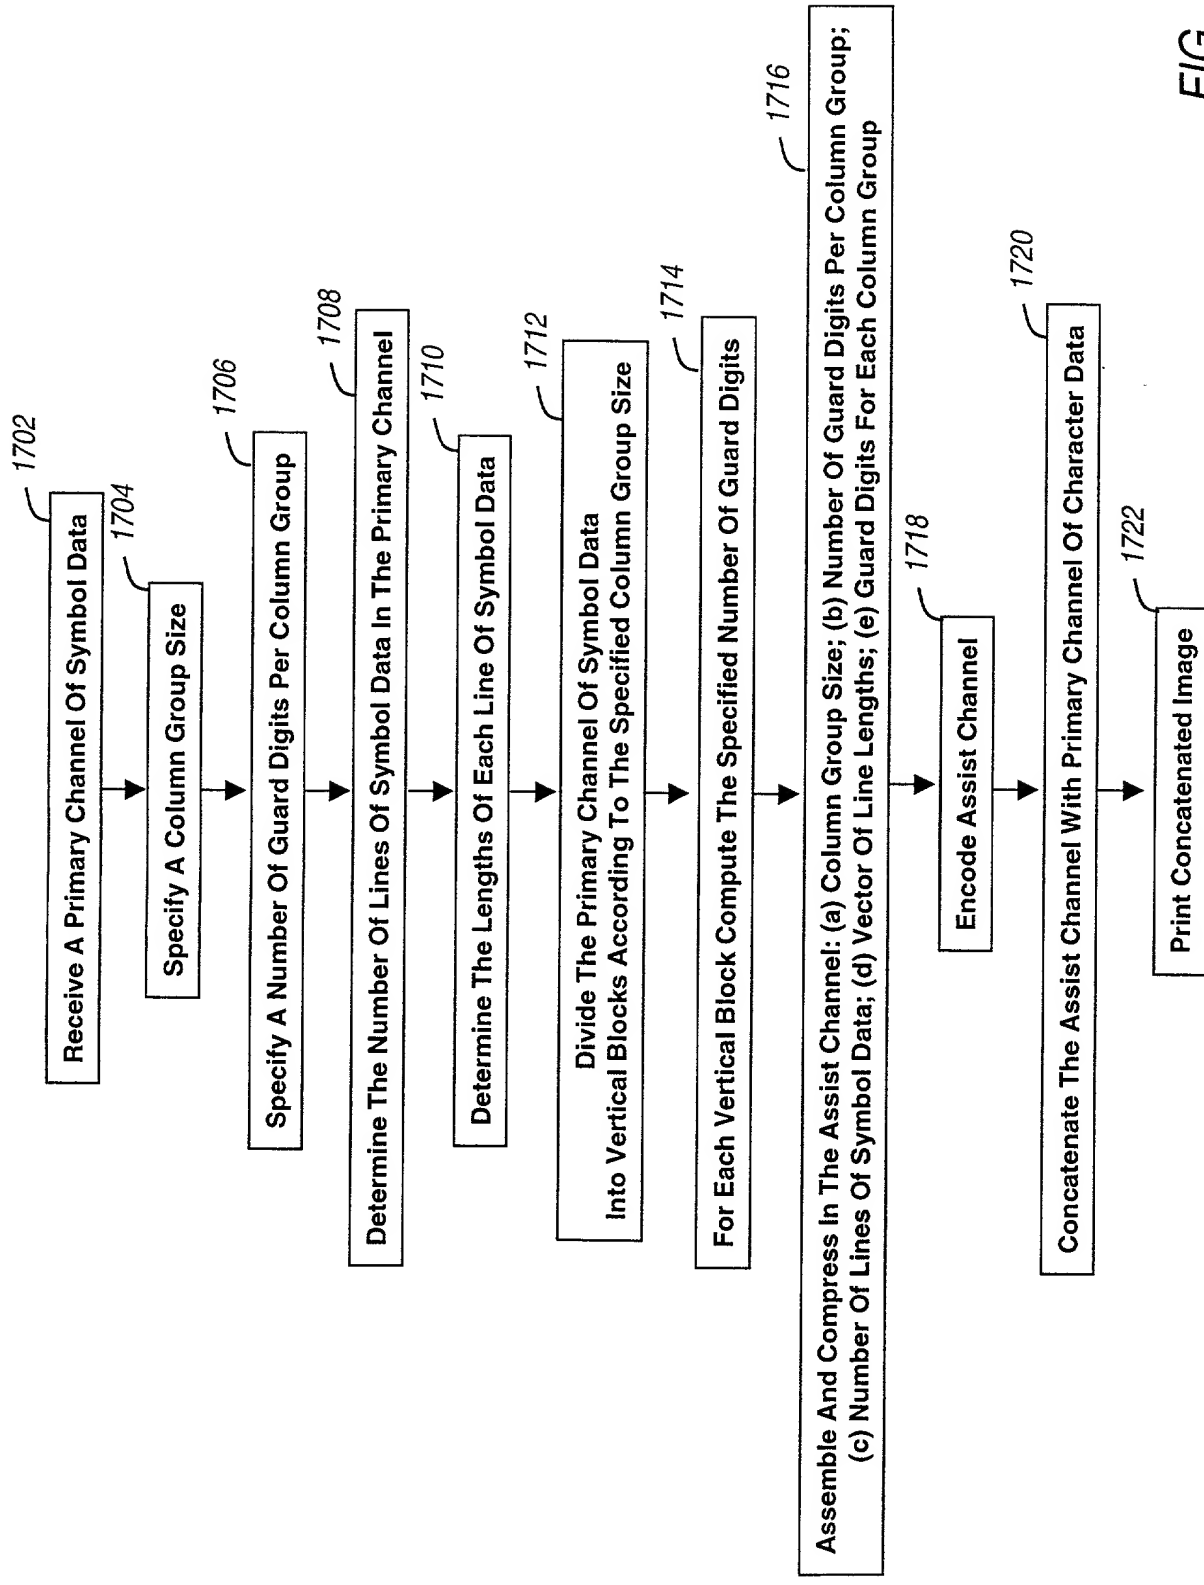 1702
Receive A Primary Channel Of Symbol Data
1704
Specify A Column Group Size
1706
Specify A Number Of Guard Digits Per Column Group
1708
Determine The Number Of Lines Of Symbol Data In The Primary Channel
1710
Determine The Lengths Of Each Line Of Symbol Data
1712
Divide The Primary Channel Of Symbol Data
Into Vertical Blocks According To The Specified Column Group Size
1714
For Each Vertical Block Compute The Specified Number Of Guard Digits
1716
Assemble And Compress In The Assist Channel: (a) Column Group Size; (b) Number Of Guard Digits Per Column Group;
(c) Number Of Lines Of Symbol Data; (d) Vector Of Line Lengths; (e) Guard Digits For Each Column Group
1718
Encode Assist Channel
1720
Concatenate The Assist Channel With Primary Channel Of Character Data
1722
Print Concatenated Image
FIG